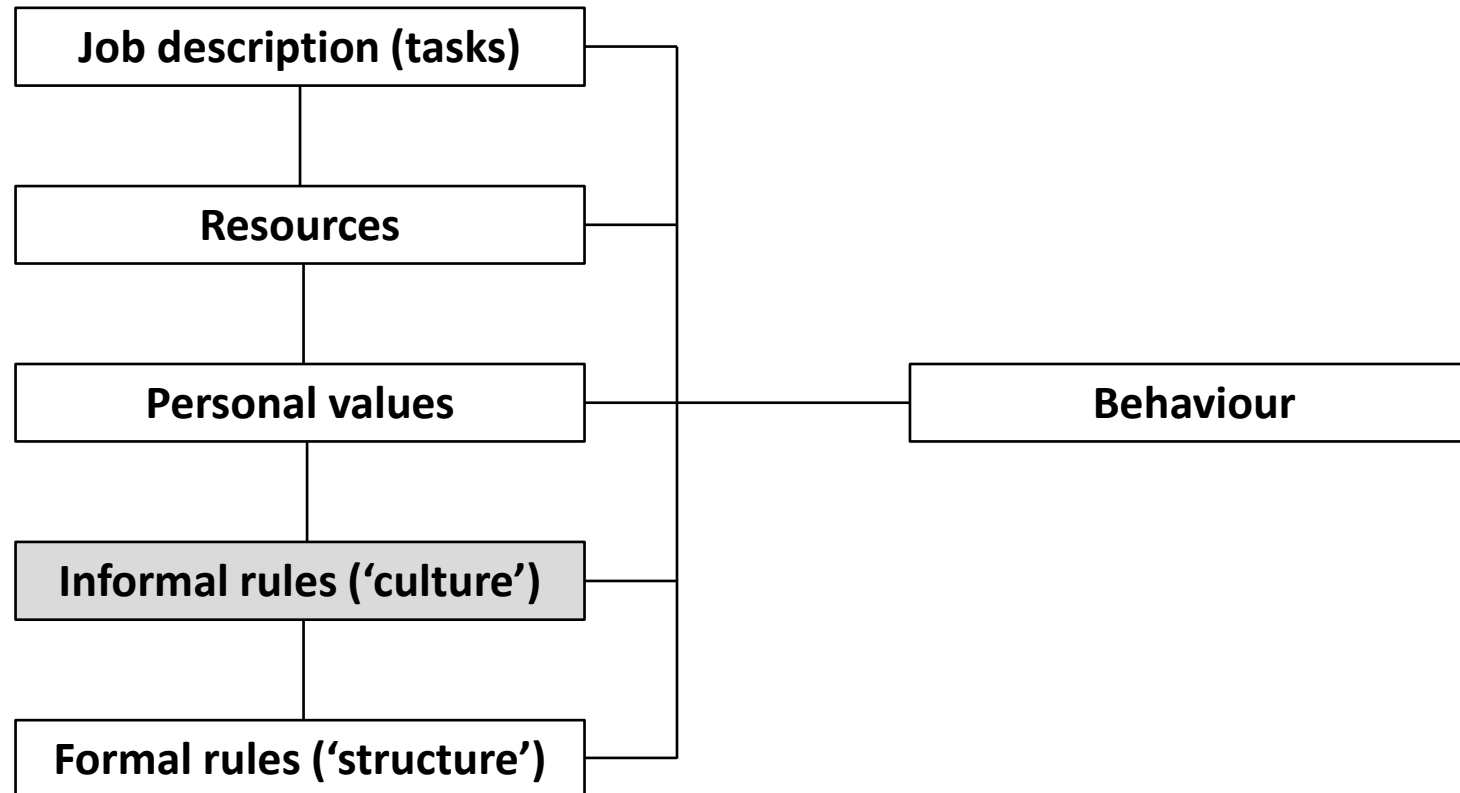 Job description (tasks)
Resources
Personal values
Behaviour
Informal rules (‘culture’)
Formal rules (‘structure’)